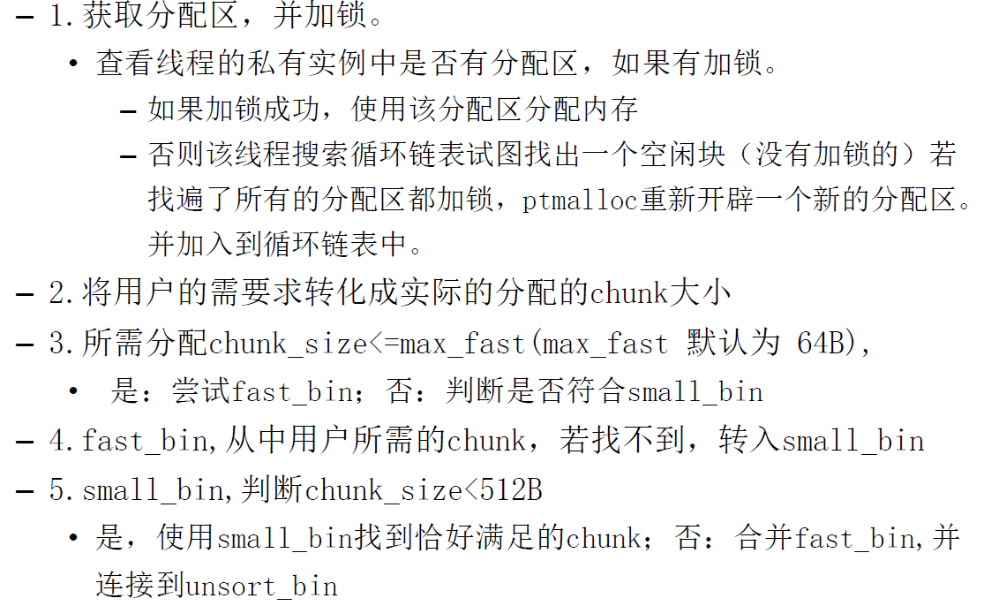 – 1.获取分配区，并加锁。
• 查看线程的私有实例中是否有分配区，如果有加锁。
– 如果加锁成功，使用该分配区分配内存
– 否则该线程搜索循环链表试图找出一个空闲块（没有加锁的）若
找遍了所有的分配区都加锁，ptmalloc重新开辟一个新的分配区。
并加入到循环链表中。
– 2.将用户的需要求转化成实际的分配的chunk大小
– 3.所需分配chunk_size<=max_fast(max_fast 默认为 64B),
• 是：尝试fast_bin；否：判断是否符合small_bin
– 4.fast_bin,从中用户所需的chunk，若找不到，转入small_bin
– 5.small_bin,判断chunk_size<512B
• 是，使用small_bin找到恰好满足的chunk；否：合并fast_bin,并
连接到unsort_bin